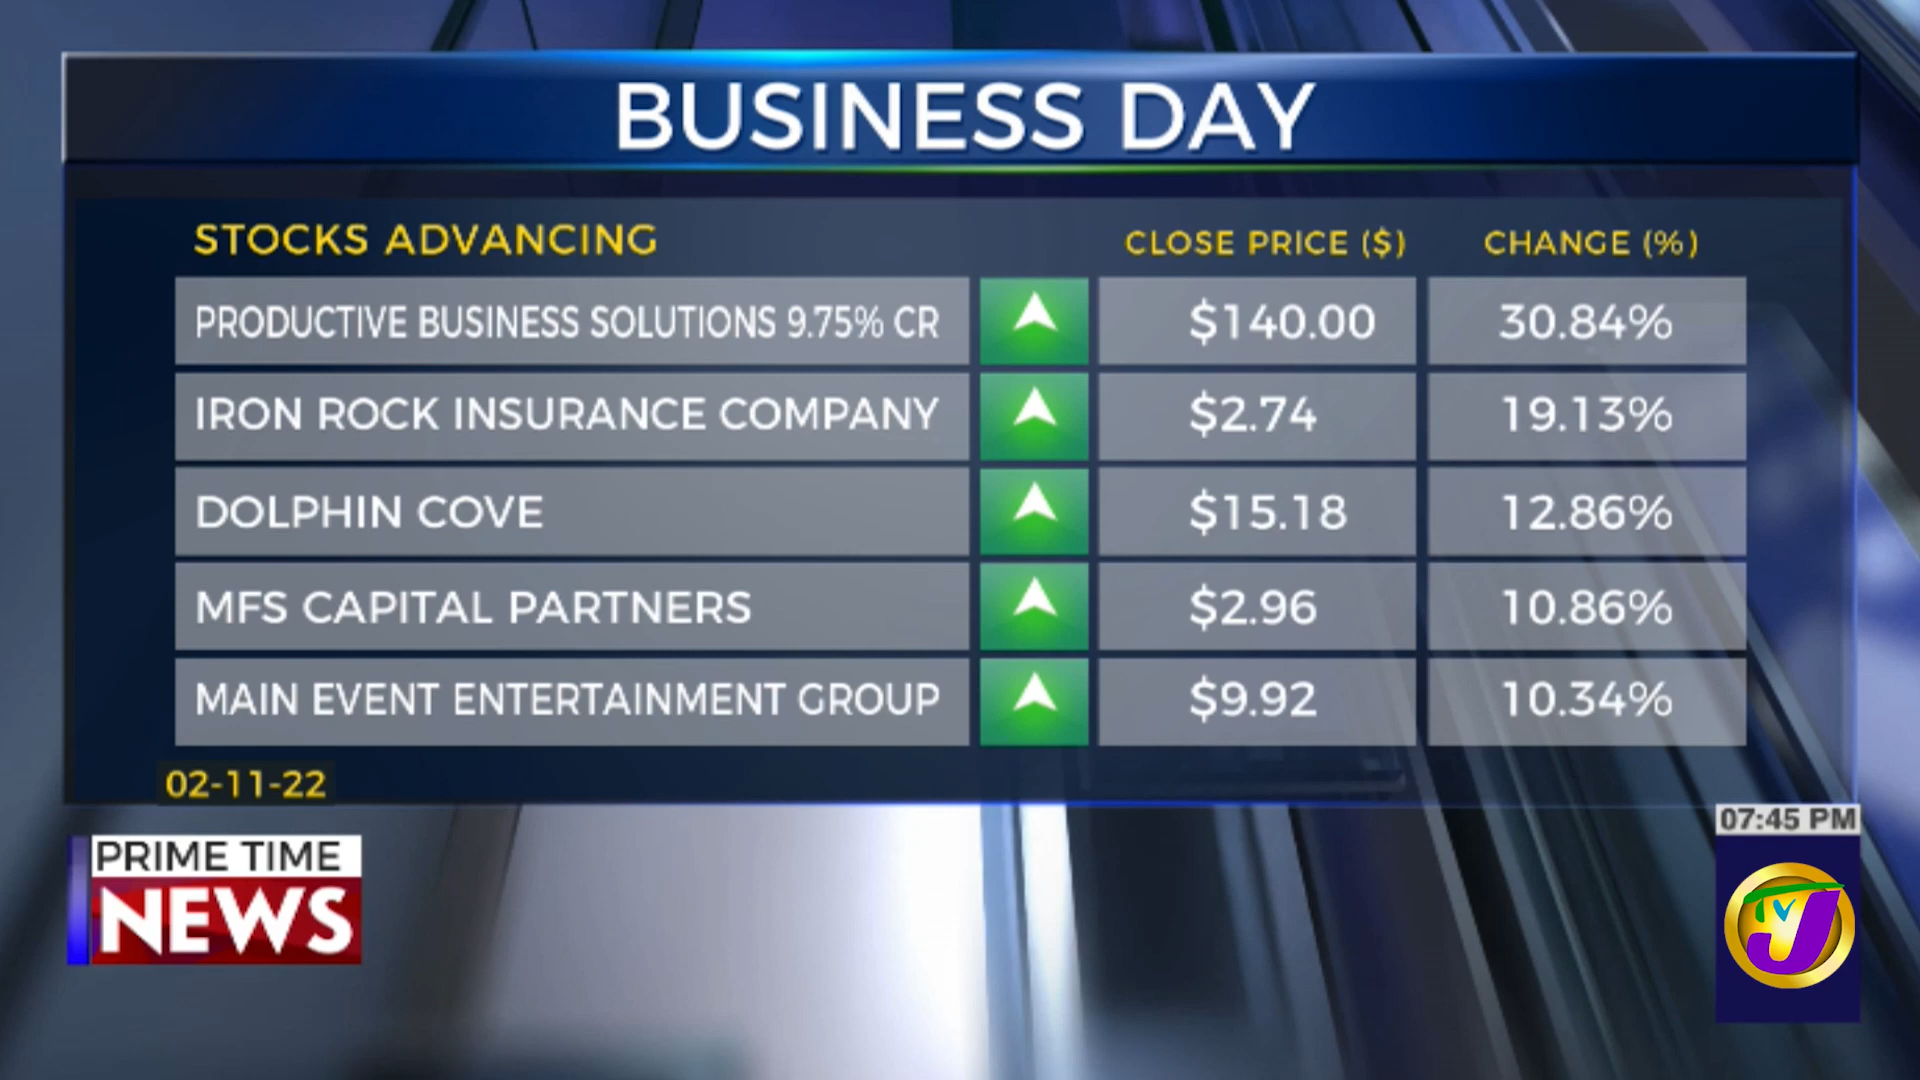 BUSINESS DAY
STOCKS ADVANCING CLOSE PRICE ($) CHANGE (%)
PRODUCTIVE BUSINESS SOLUTIONS 9.75% CR $140.00 30.84%
IRON ROCK INSURANCE COMPANY $2.74 19.13%
DOLPHIN COVE $15.18 12.86%
MFS CAPITAL PARTNERS $2.96 10.86%
MAIN EVENT ENTERTAINMENT GROUP $9.92 10.34%
02-11-22
07:45 PM
PRIME TIME
NEWS
TVJ